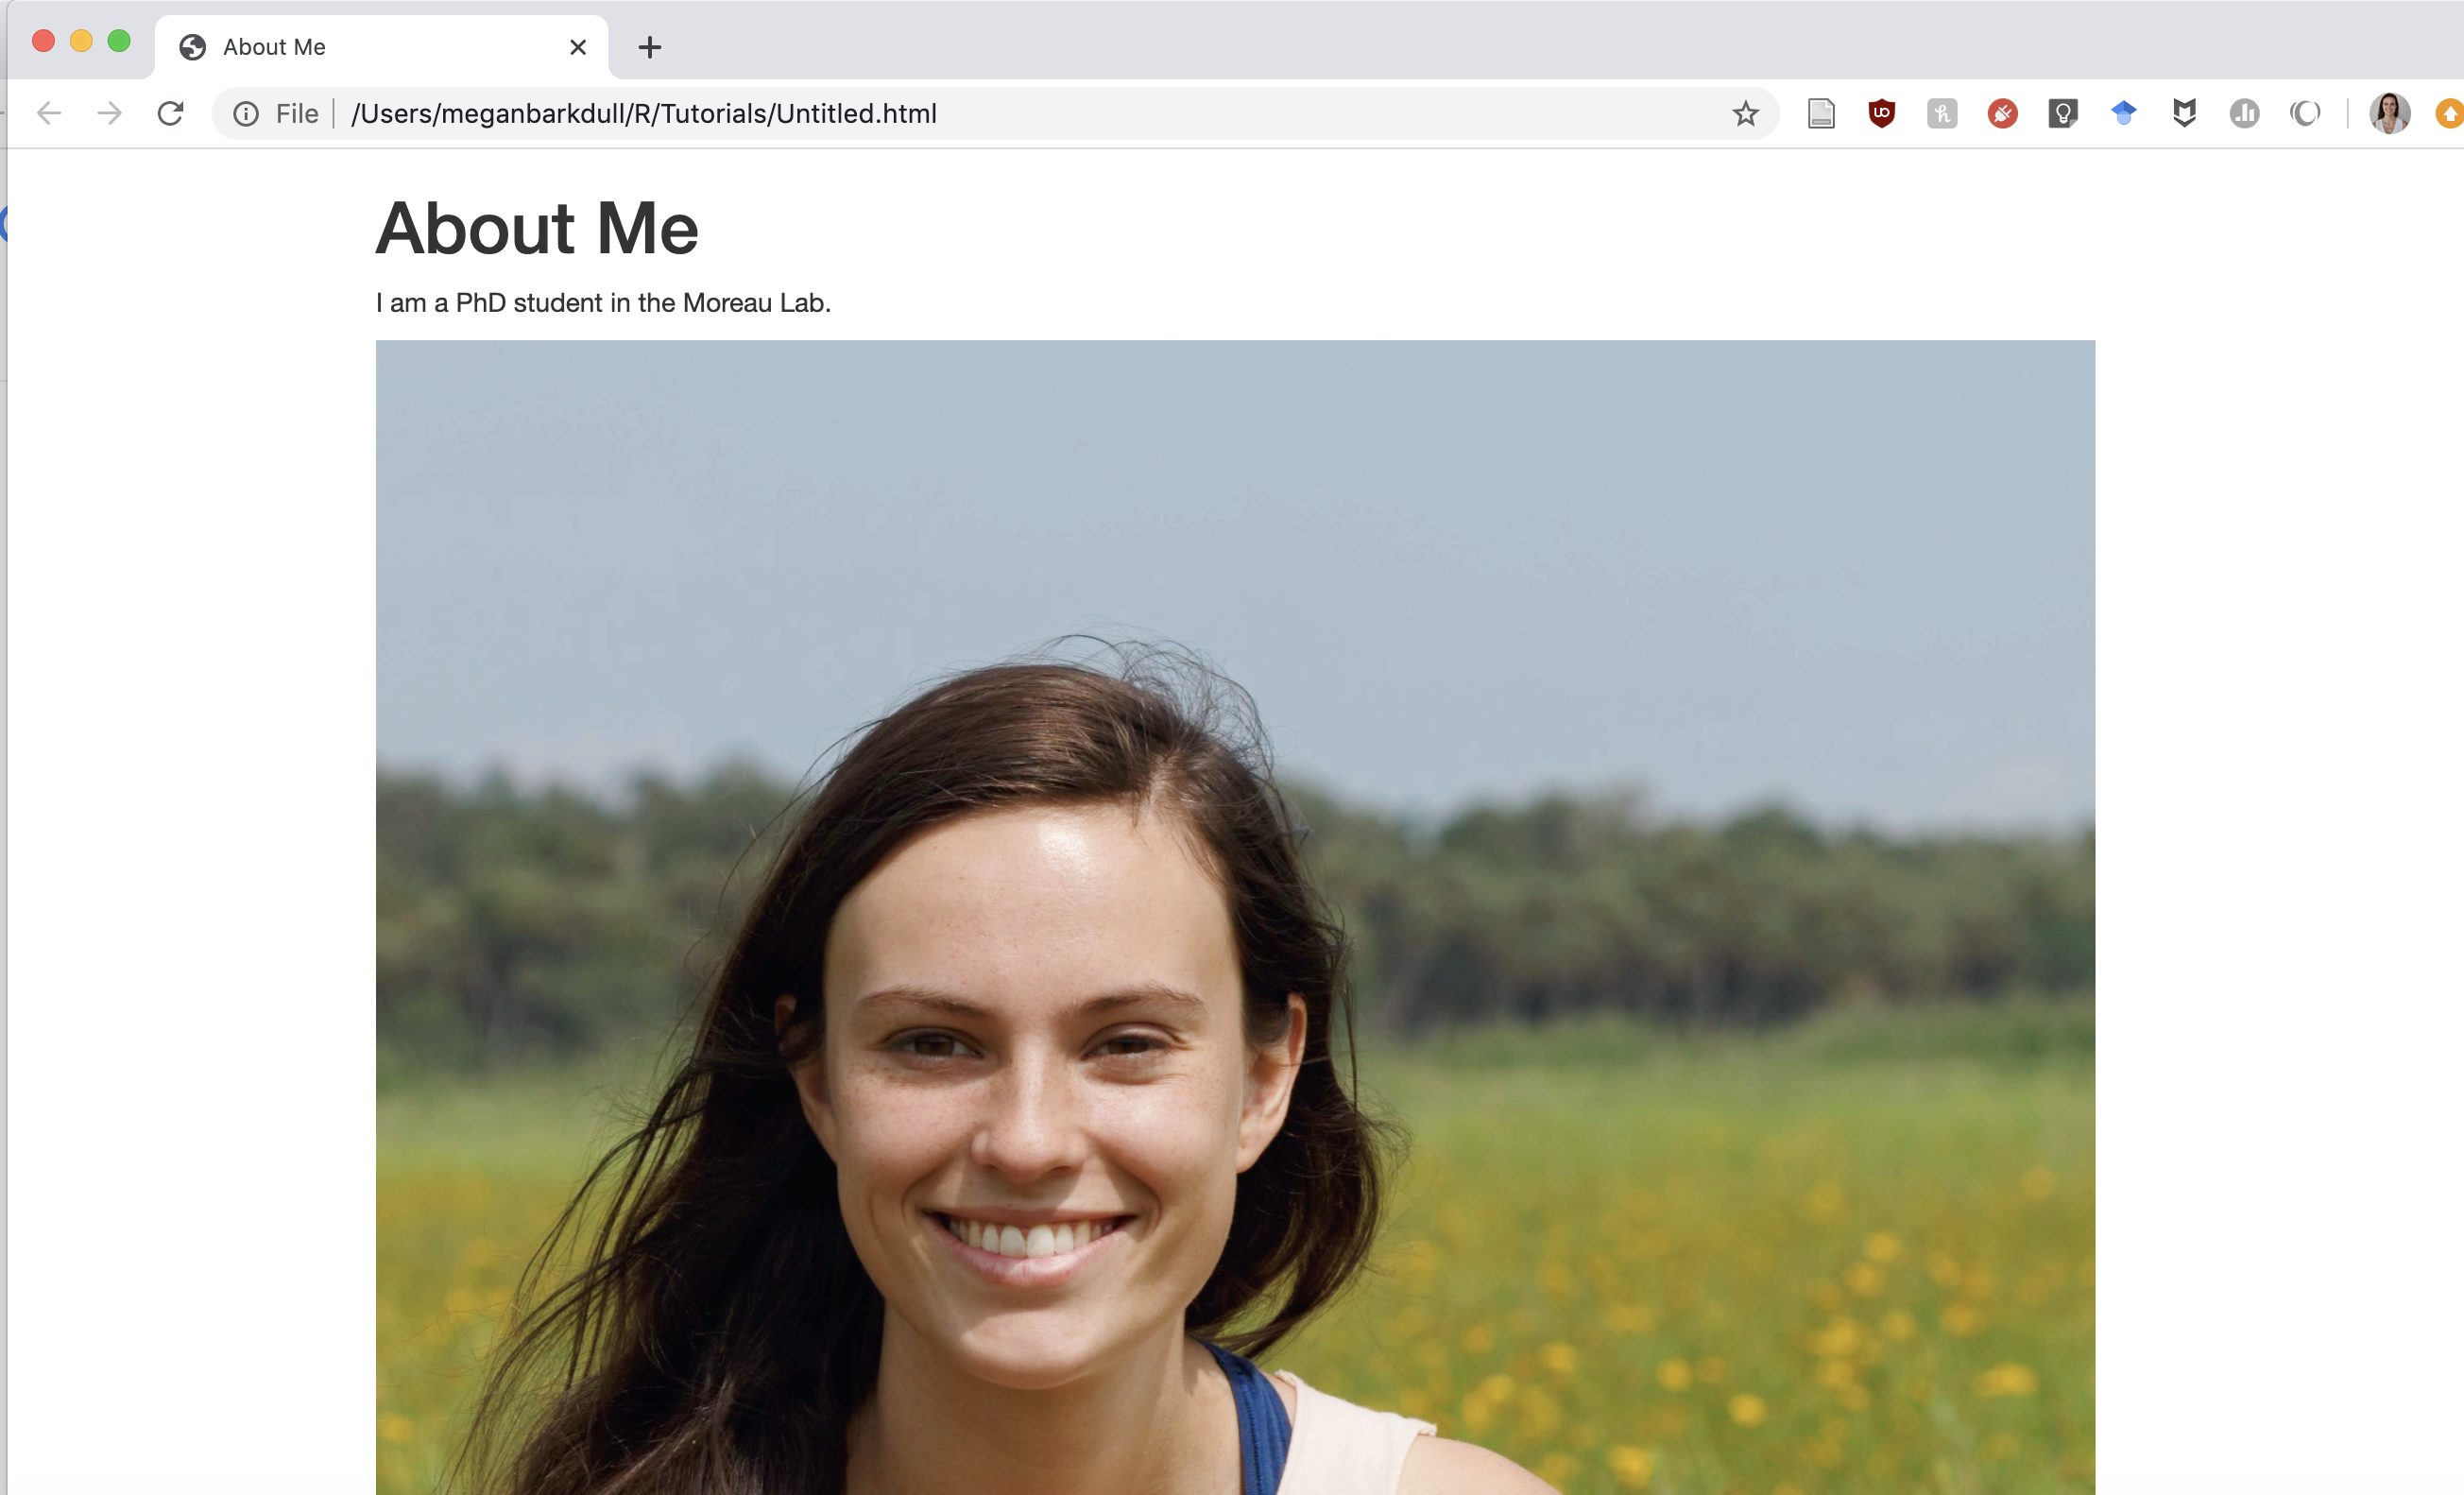 About Me
File
/Users/meganbarkdull/R/Tutorials/Untitled.html
About Me
I am a PhD student in the Moreau Lab.